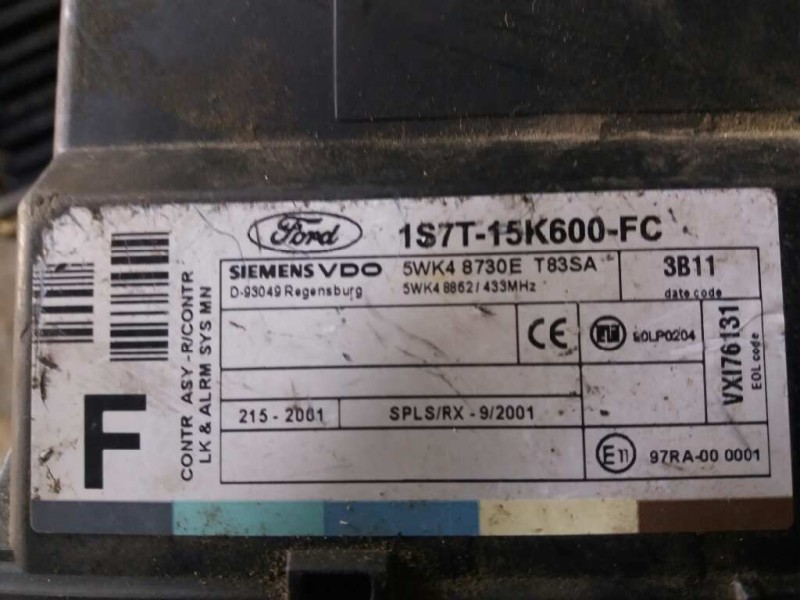 Ford
1S7T-15K600-FC
SIEMENS VDO
D-93049 Regensburg
5WK4 8730E T83SA
5WK4 8862 / 433MHz
3B11
date code
CE
60LP0204
VXI76131
EOL code
215 - 2001
SPLS/RX - 9/2001
E11
97RA-00 0001
F
CONTR ASY -R/CONTR
LK & ALRM SYS MN